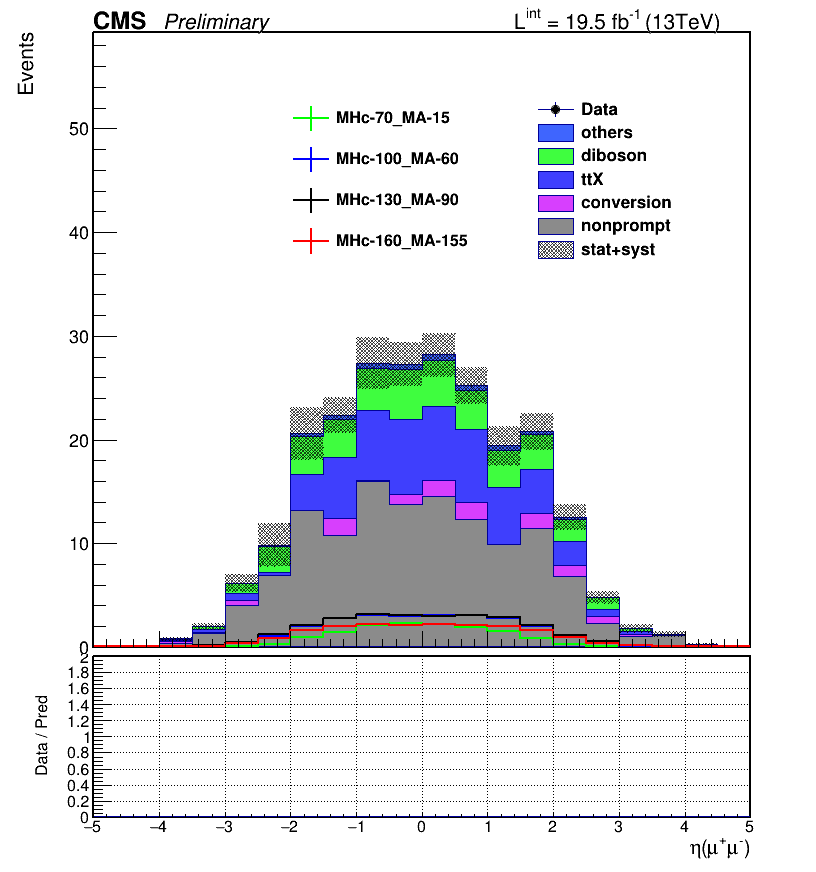 CMS Preliminary L^int = 19.5 fb^-1 (13TeV)
Events
50
40
30
20
10
0
MHc-70_MA-15
MHc-100_MA-60
MHc-130_MA-90
MHc-160_MA-155
Data
others
diboson
ttX
conversion
nonprompt
stat+syst
Data / Pred
2
1.8
1.6
1.4
1.2
1
0.8
0.6
0.4
0.2
0
−5 −4 −3 −2 −1 0 1 2 3 4 5
η(μ⁺μ⁻)